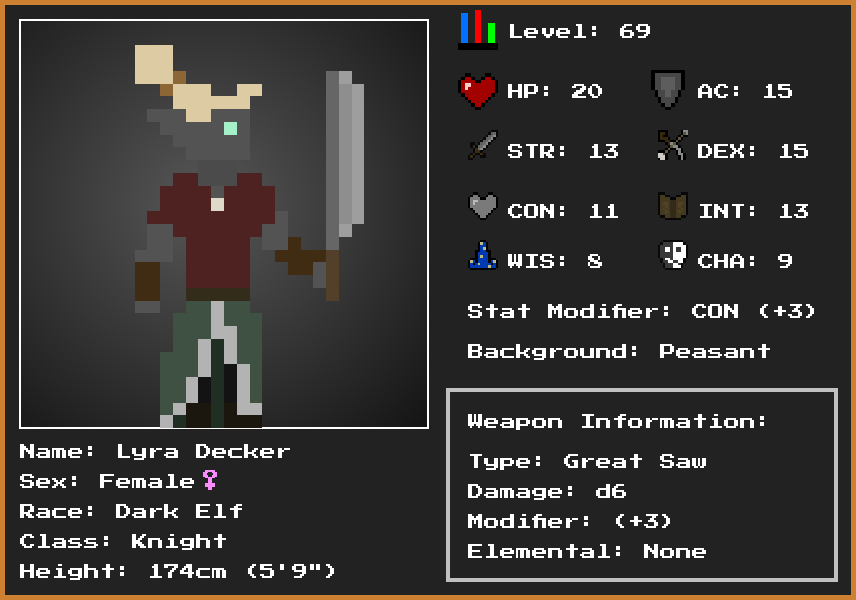 Level: 69
HP: 20
AC: 15
STR: 13
DEX: 15
CON: 11
INT: 13
WIS: 8
CHA: 9
Stat Modifier: CON (+3)
Background: Peasant
Weapon Information:
Type: Great Saw
Damage: d6
Modifier: (+3)
Elemental: None
Name: Lyra Decker
Sex: Female♀
Race: Dark Elf
Class: Knight
Height: 174cm (5'9")